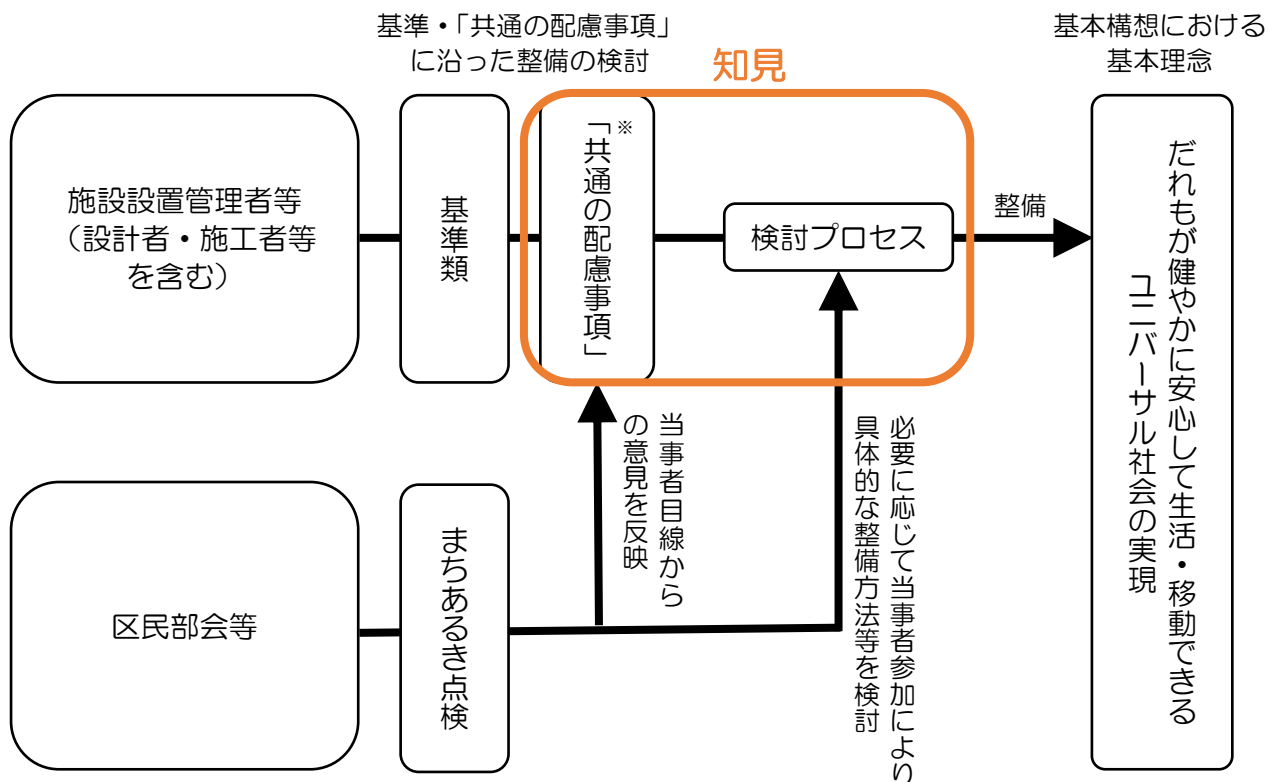 基準・「共通の配慮事項」
に沿った整備の検討
知見
基本構想における
基本理念
施設設置管理者等
（設計者・施工者等
を含む）
基準類
「共通の配慮事項」
※
検討プロセス
整備
だれもが健やかに安心して生活・移動できる
ユニバーサル社会の実現
区民部会等
まちあるき点検
当事者目線から
の意見を反映
必要に応じて当事者参加により
具体的な整備方法等を検討